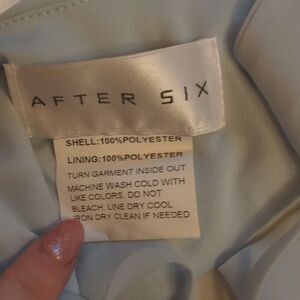 AFTER SIX
SHELL:100%POLYESTER
LINING:100%POLYESTER
TURN GARMENT INSIDE OUT
MACHINE WASH COLD WITH
LIKE COLORS. DO NOT
BLEACH. LINE DRY.COOL
IRON DRY CLEAN IF NEEDED